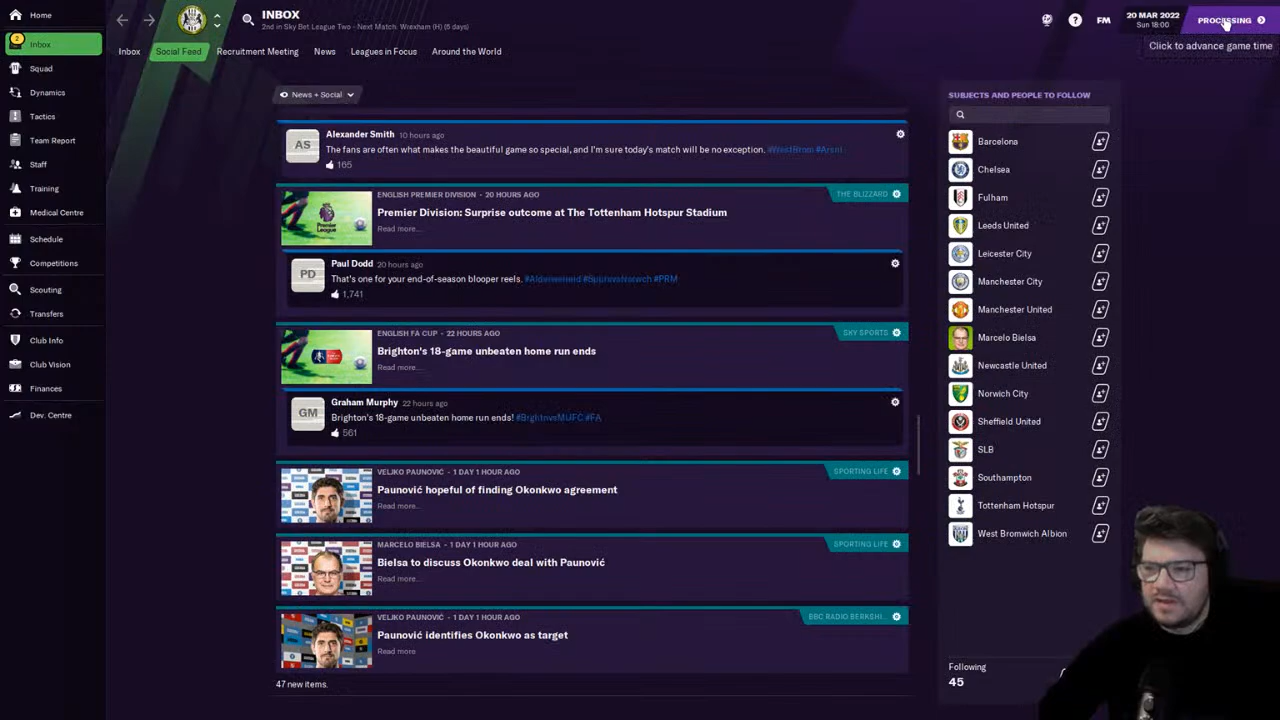 Home
INBOX
2nd in Sky Bet League Two - Next Match: Wrexham (H) (5 days)
FM
20 MAR 2022
Sun 18:00
PROCESSING
Click to advance game time
2
Inbox
Squad
Dynamics
Tactics
Team Report
Staff
Training
Medical Centre
Schedule
Competitions
Scouting
Transfers
Club Info
Club Vision
Finances
Dev. Centre
Inbox
Social Feed
Recruitment Meeting
News
Leagues in Focus
Around the World
News + Social
AS
Alexander Smith 10 hours ago
The fans are often what makes the beautiful game so special, and I'm sure today's match will be no exception. #WestBrom #Arsnl
165
ENGLISH PREMIER DIVISION - 20 HOURS AGO
THE BLIZZARD
Premier Division: Surprise outcome at The Tottenham Hotspur Stadium
Read more...
PD
Paul Dodd 20 hours ago
That's one for your end-of-season blooper reels. #PRM
1,741
ENGLISH FA CUP - 22 HOURS AGO
SKY SPORTS
Brighton's 18-game unbeaten home run ends
Read more...
GM
Graham Murphy 22 hours ago
Brighton's 18-game unbeaten home run ends! #BrghtnvsMUFC #FA
561
VELJKO PAUNOVIĆ - 1 DAY 1 HOUR AGO
SPORTING LIFE
Paunović hopeful of finding Okonkwo agreement
Read more...
MARCELO BIELSA - 1 DAY 1 HOUR AGO
SPORTING LIFE
Bielsa to discuss Okonkwo deal with Paunović
Read more...
VELJKO PAUNOVIĆ - 1 DAY 1 HOUR AGO
BBC RADIO BERKSHI...
Paunović identifies Okonkwo as target
Read more
47 new items.
SUBJECTS AND PEOPLE TO FOLLOW
Barcelona
Chelsea
Fulham
Leeds United
Leicester City
Manchester City
Manchester United
Marcelo Bielsa
Newcastle United
Norwich City
Sheffield United
SLB
Southampton
Tottenham Hotspur
West Bromwich Albion
Following
45